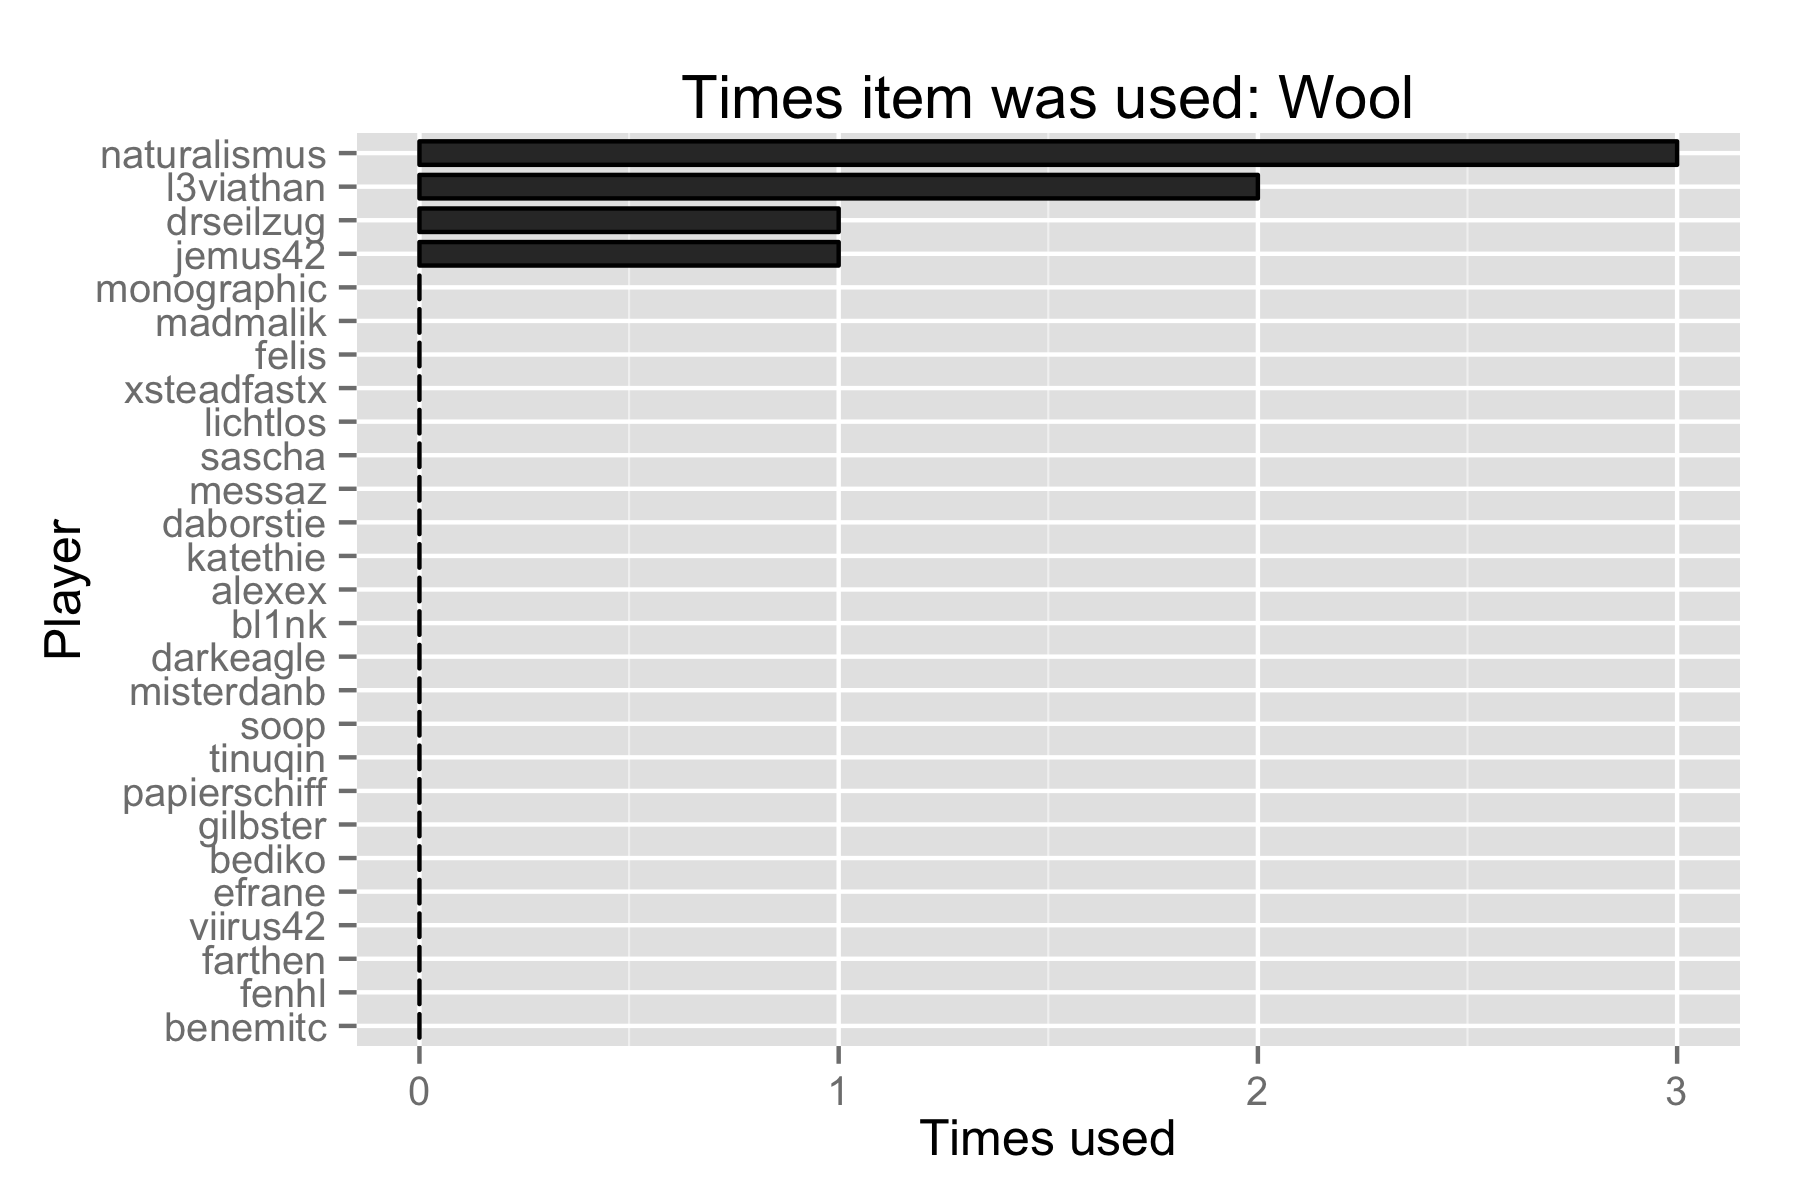 Times item was used: Wool
naturalismus
l3viathan
drseilzug
jemus42
monographic
madmalik
felis
xsteadfastx
lichtlos
sascha
messaz
daborstie
katethie
alexex
bl1nk
darkeagle
misterdanb
soop
tinuqin
papierschiff
gilbster
bediko
efrane
viirus42
farthen
fenhl
benemitc
Player
0 1 2 3
Times used